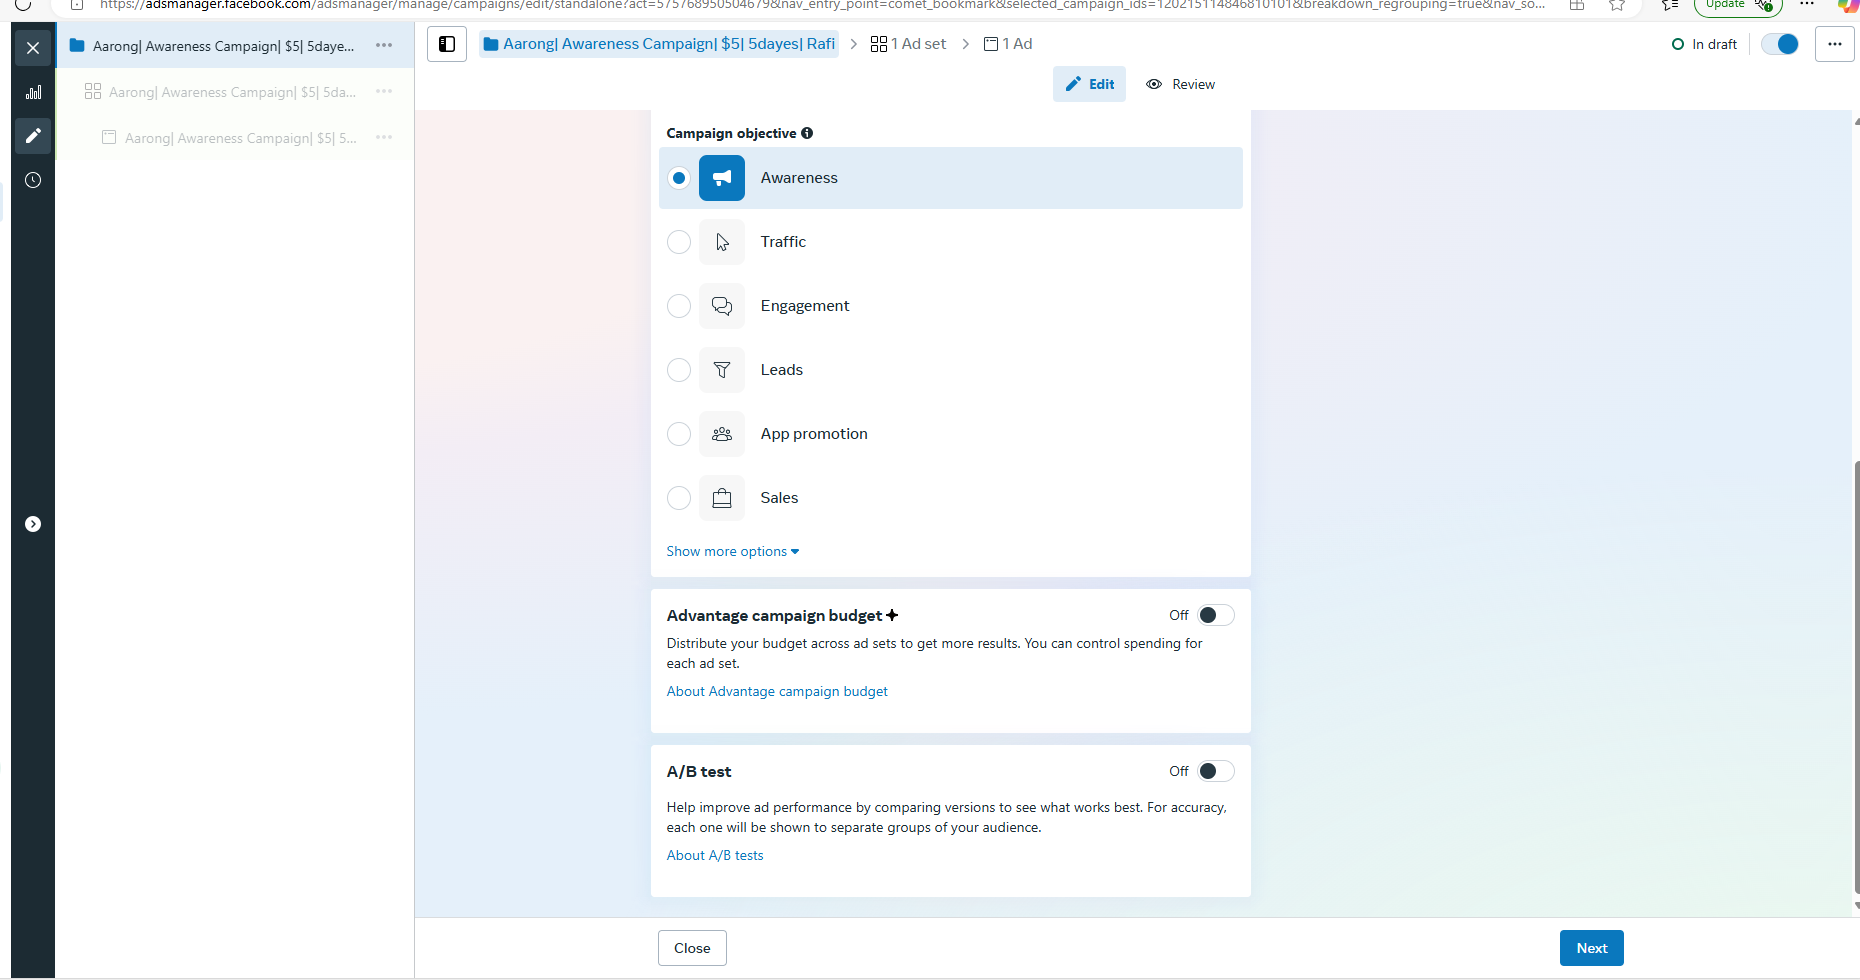 https://adsmanager.facebook.com/adsmanager/manage/campaigns/edit/standalone?act=575768950504679&nav_entry_point=comet_bookmark&selected_campaign_ids=120215114846810101&breakdown_regrouping=true&nav_so...
Update
Aarong| Awareness Campaign| $5| 5daye...
Aarong| Awareness Campaign| $5| 5da...
Aarong| Awareness Campaign| $5| 5...
Aarong| Awareness Campaign| $5| 5dayes| Rafi
1 Ad set
1 Ad
In draft
Edit
Review
Campaign objective
Awareness
Traffic
Engagement
Leads
App promotion
Sales
Show more options
Advantage campaign budget
Off
Distribute your budget across ad sets to get more results. You can control spending for
each ad set.
About Advantage campaign budget
A/B test
Off
Help improve ad performance by comparing versions to see what works best. For accuracy,
each one will be shown to separate groups of your audience.
About A/B tests
Close
Next